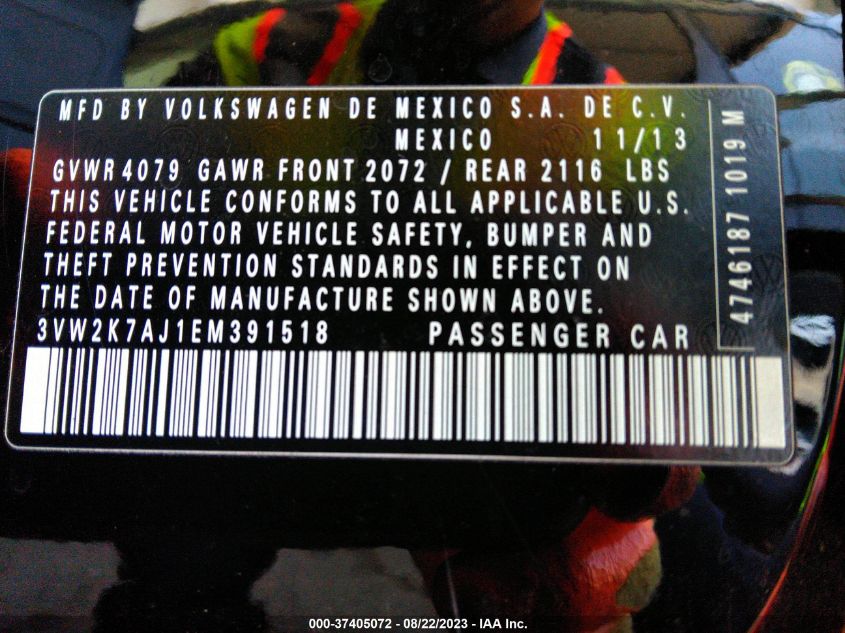 MFD BY VOLKSWAGEN DE MEXICO S.A. DE C.V.
MEXICO 11/13
GVWR 4079 GAWR FRONT 2072 / REAR 2116 LBS
THIS VEHICLE CONFORMS TO ALL APPLICABLE U.S.
FEDERAL MOTOR VEHICLE SAFETY, BUMPER AND
THEFT PREVENTION STANDARDS IN EFFECT ON
THE DATE OF MANUFACTURE SHOWN ABOVE.
3VW2K7AJ1EM391518 PASSENGER CAR
4746187 1019 M
000-37405072 - 08/22/2023 - IAA Inc.